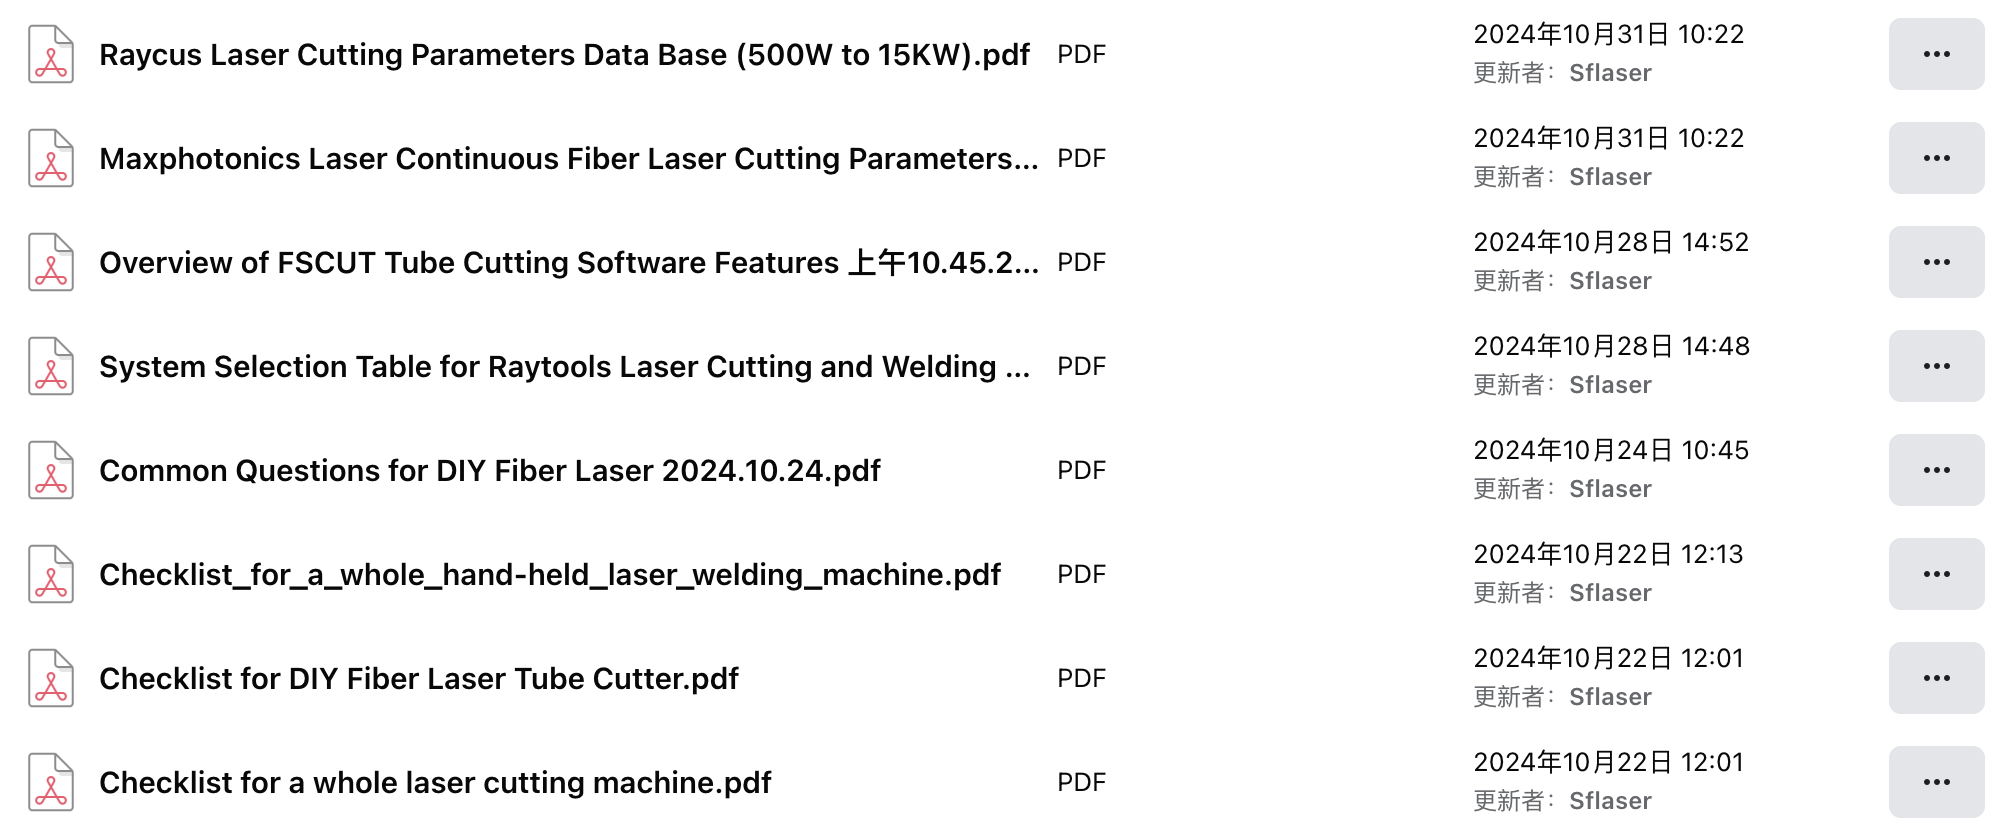 Raycus Laser Cutting Parameters Data Base (500W to 15KW).pdf PDF 2024年10月31日 10:22
更新者：Sflaser
Maxphotonics Laser Continuous Fiber Laser Cutting Parameters... PDF 2024年10月31日 10:22
更新者：Sflaser
Overview of FSCUT Tube Cutting Software Features 上午10.45.2... PDF 2024年10月28日 14:52
更新者：Sflaser
System Selection Table for Raytools Laser Cutting and Welding ... PDF 2024年10月28日 14:48
更新者：Sflaser
Common Questions for DIY Fiber Laser 2024.10.24.pdf PDF 2024年10月24日 10:45
更新者：Sflaser
Checklist_for_a_whole_hand-held_laser_welding_machine.pdf PDF 2024年10月22日 12:13
更新者：Sflaser
Checklist for DIY Fiber Laser Tube Cutter.pdf PDF 2024年10月22日 12:01
更新者：Sflaser
Checklist for a whole laser cutting machine.pdf PDF 2024年10月22日 12:01
更新者：Sflaser